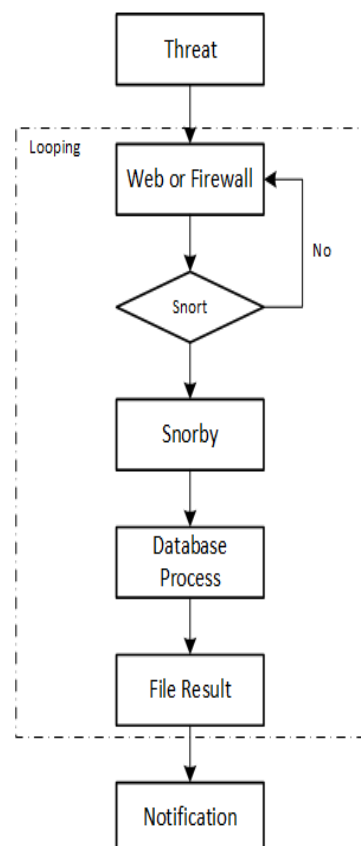 Threat
Looping
Web or Firewall
No
Snort
Snorby
Database
Process
File Result
Notification